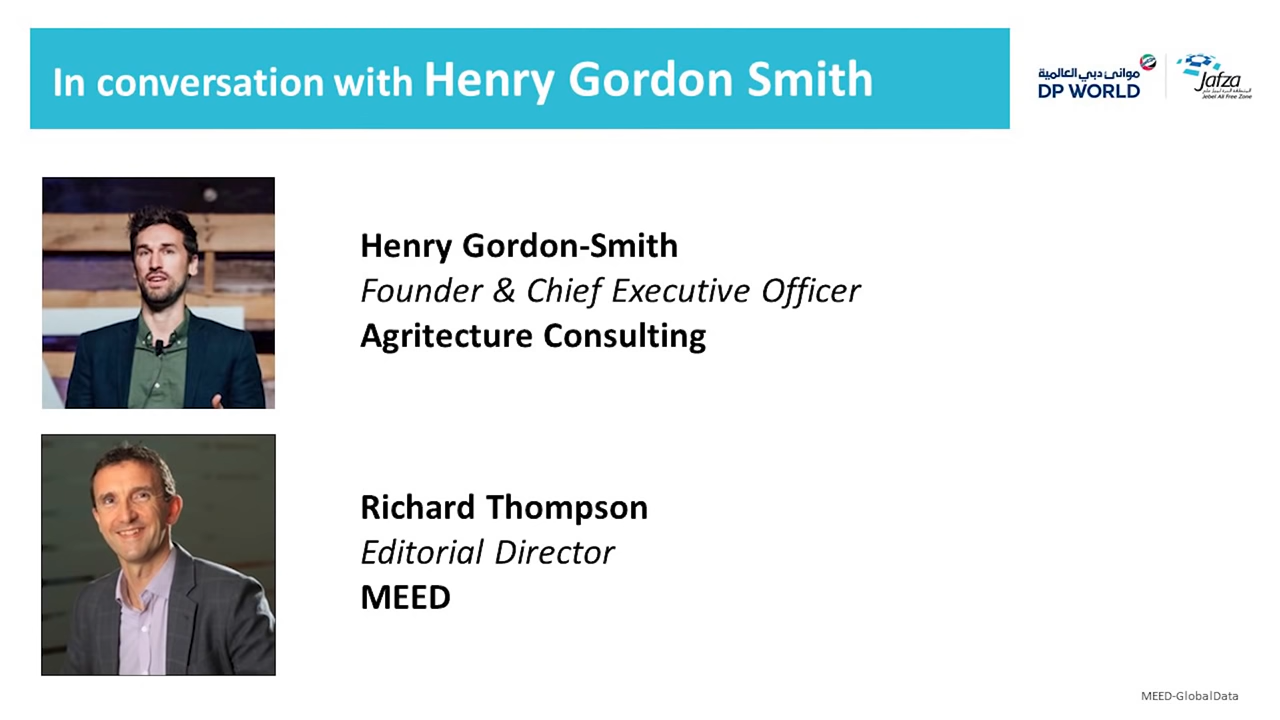 In conversation with Henry Gordon Smith
موانئ دبي العالمية
DP WORLD
Jafza
Jebel Ali Free Zone
Henry Gordon-Smith
Founder & Chief Executive Officer
Agritecture Consulting
Richard Thompson
Editorial Director
MEED
MEED-GlobalData